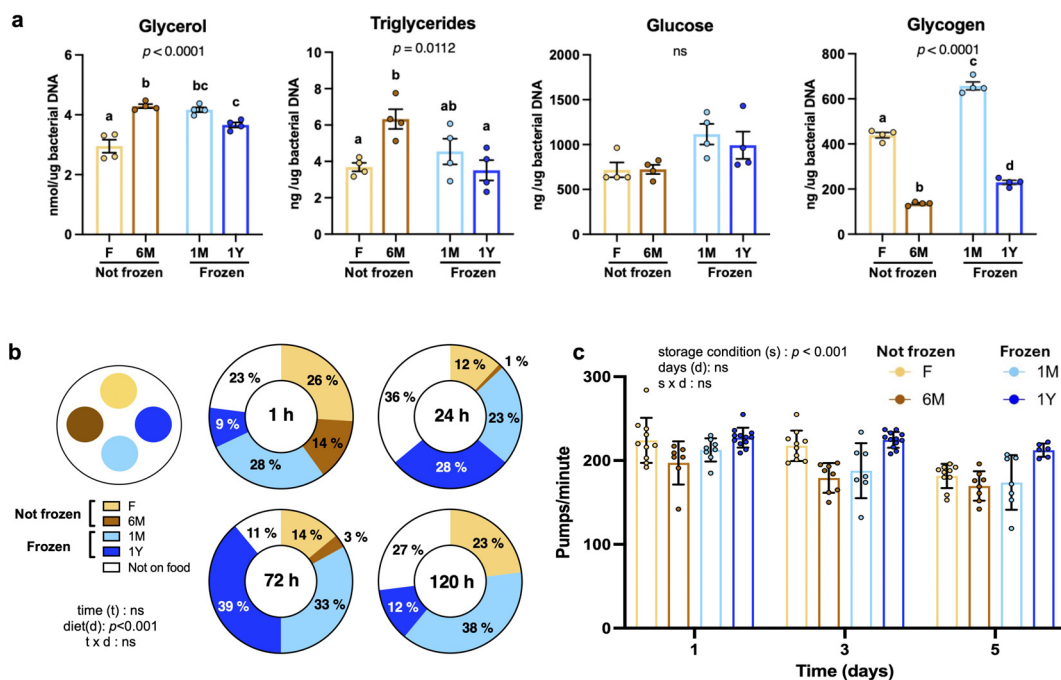 a
Glycerol
p < 0.0001
nmol/ug bacterial DNA
6
4
2
0
a
b
bc
c
F 6M 1M 1Y
Not frozen Frozen
Triglycerides
p = 0.0112
ng /ug bacterial DNA
10
8
6
4
2
0
a
b
ab
a
F 6M 1M 1Y
Not frozen Frozen
Glucose
ns
ng /ug bacterial DNA
2000
1500
1000
500
0
F 6M 1M 1Y
Not frozen Frozen
Glycogen
p < 0.0001
ng /ug bacterial DNA
800
600
400
200
0
a
b
c
d
F 6M 1M 1Y
Not frozen Frozen
b
Not frozen
Frozen
F
6M
1M
1Y
Not on food
time (t) : ns
diet(d): p<0.001
t x d : ns
1 h
26 %
14 %
28 %
9 %
23 %
24 h
12 %
1 %
23 %
28 %
36 %
72 h
14 %
3 %
33 %
39 %
11 %
120 h
23 %
38 %
12 %
27 %
c
storage condition (s) : p < 0.001
days (d): ns
s x d : ns
Not frozen Frozen
F 1M
6M 1Y
Pumps/minute
300
200
100
0
1 3 5
Time (days)